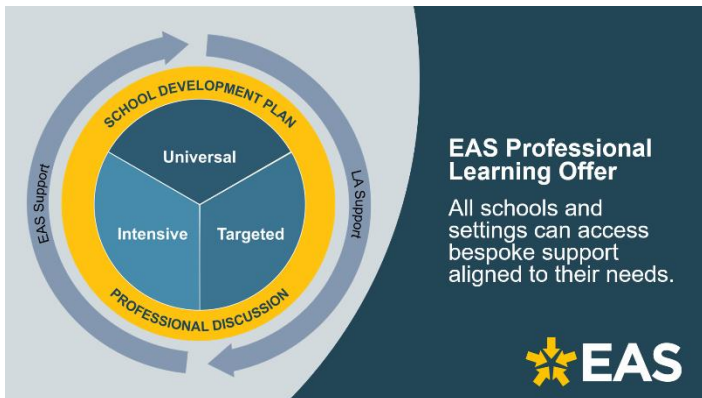 SCHOOL DEVELOPMENT PLAN
Universal
Intensive
Targeted
PROFESSIONAL DISCUSSION
EAS Support
LA Support
EAS Professional
Learning Offer
All schools and
settings can access
bespoke support
aligned to their needs.
EAS